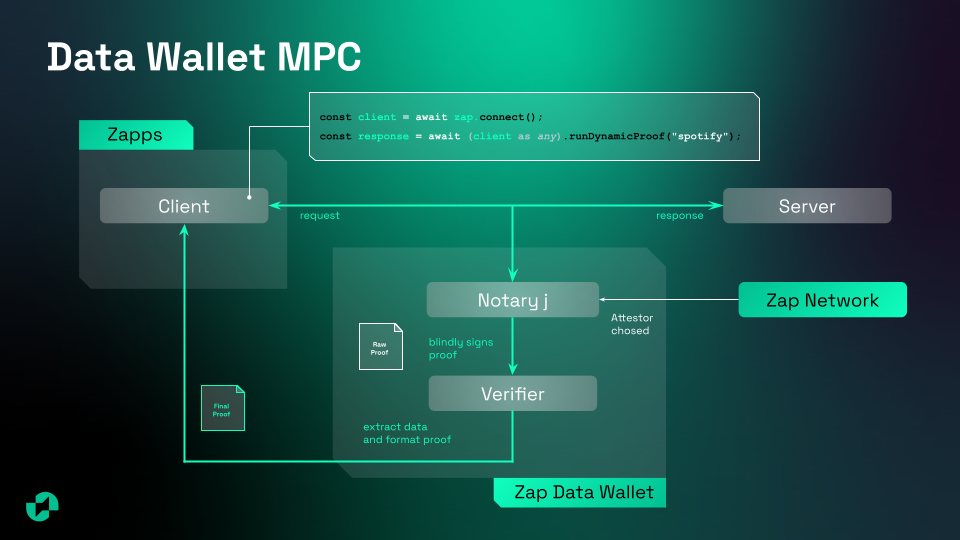 Data Wallet MPC
const client = await zap.connect();
const response = await (client as any).runDynamicProof("spotify");
Zapps
Client
request
response
Server
Notary j
Zap Network
Attestor
chosed
Raw
Proof
blindly signs
proof
Verifier
Final
Proof
extract data
and format proof
Zap Data Wallet